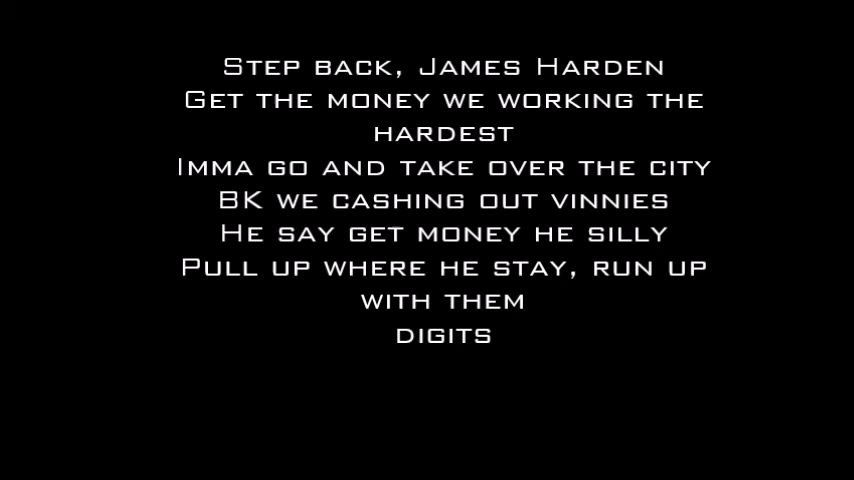 Step back, James Harden
Get the money we working the
hardest
Imma go and take over the city
BK we cashing out vinnies
He say get money he silly
Pull up where he stay, run up
with them
digits